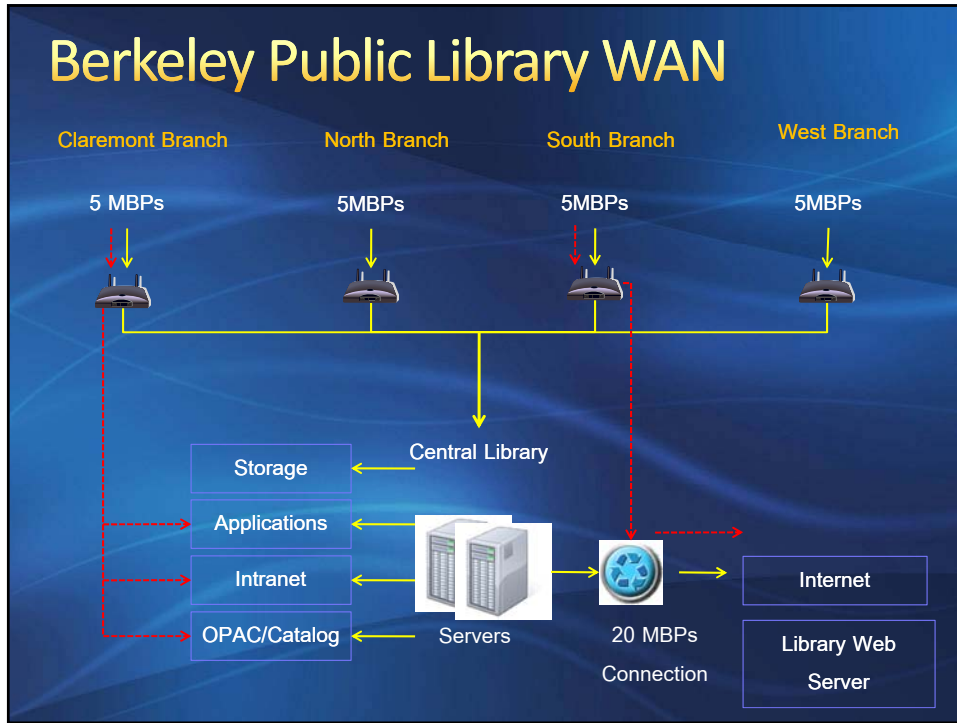 Berkeley Public Library WAN
Claremont Branch
North Branch
South Branch
West Branch
5 MBPs
5MBPs
5MBPs
5MBPs
Central Library
Storage
Applications
Intranet
OPAC/Catalog
Servers
20 MBPs
Connection
Internet
Library Web
Server